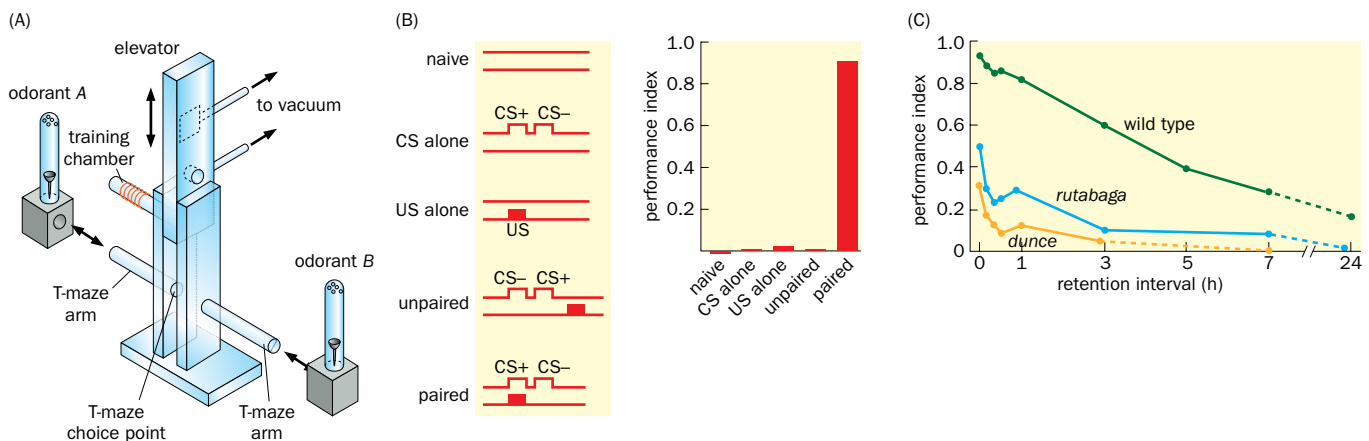 (A)
elevator
odorant A
to vacuum
training
chamber
T-maze
arm
odorant B
T-maze
choice point
T-maze
arm
(B)
naive
CS alone
CS+ CS–
US alone
US
unpaired
CS– CS+
paired
CS+ CS–
performance index
1.0
0.8
0.6
0.4
0.2
naive
CS alone
US alone
unpaired
paired
(C)
performance index
1.0
0.8
0.6
0.4
0.2
0
wild type
rutabaga
dunce
0 1 3 5 7 24
retention interval (h)